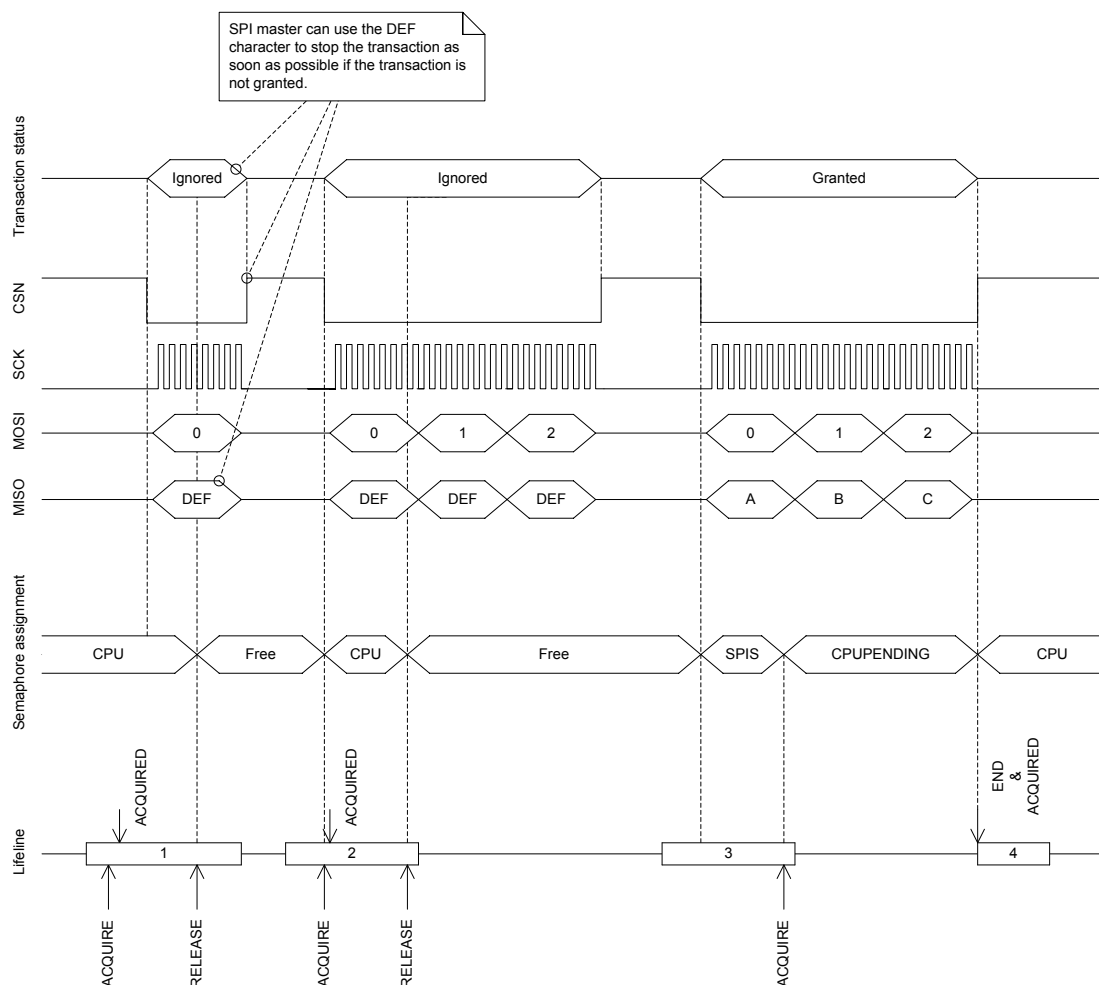 SPI master can use the DEF
character to stop the transaction as
soon as possible if the transaction is
not granted.
Transaction status
Ignored
Ignored
Granted
CSN
SCK
MOSI
0
0
1
2
0
1
2
MISO
DEF
DEF
DEF
DEF
A
B
C
Semaphore assignment
CPU
Free
CPU
Free
SPIS
CPUPENDING
CPU
ACQUIRED
ACQUIRED
END
&
ACQUIRED
Lifeline
1
2
3
4
ACQUIRE
RELEASE
ACQUIRE
RELEASE
ACQUIRE